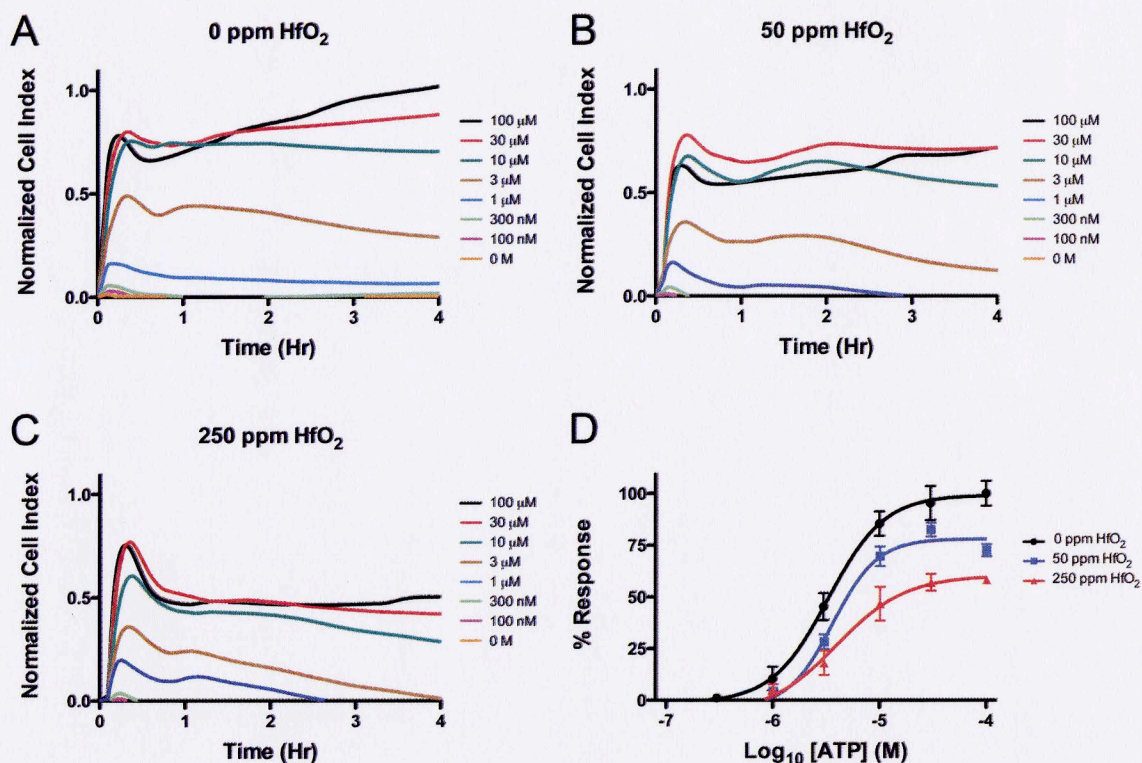 A
0 ppm HfO₂
Normalized Cell Index
1.0
0.5
0.0
0
1
2
3
4
Time (Hr)
100 μM
30 μM
10 μM
3 μM
1 μM
300 nM
100 nM
0 M
B
50 ppm HfO₂
Normalized Cell Index
1.0
0.5
0.0
0
1
2
3
4
Time (Hr)
100 μM
30 μM
10 μM
3 μM
1 μM
300 nM
100 nM
0 M
C
250 ppm HfO₂
Normalized Cell Index
1.0
0.5
0.0
0
1
2
3
4
Time (Hr)
100 μM
30 μM
10 μM
3 μM
1 μM
300 nM
100 nM
0 M
D
% Response
100
75
50
25
0
-7
-6
-5
-4
Log₁₀ [ATP] (M)
0 ppm HfO₂
50 ppm HfO₂
250 ppm HfO₂